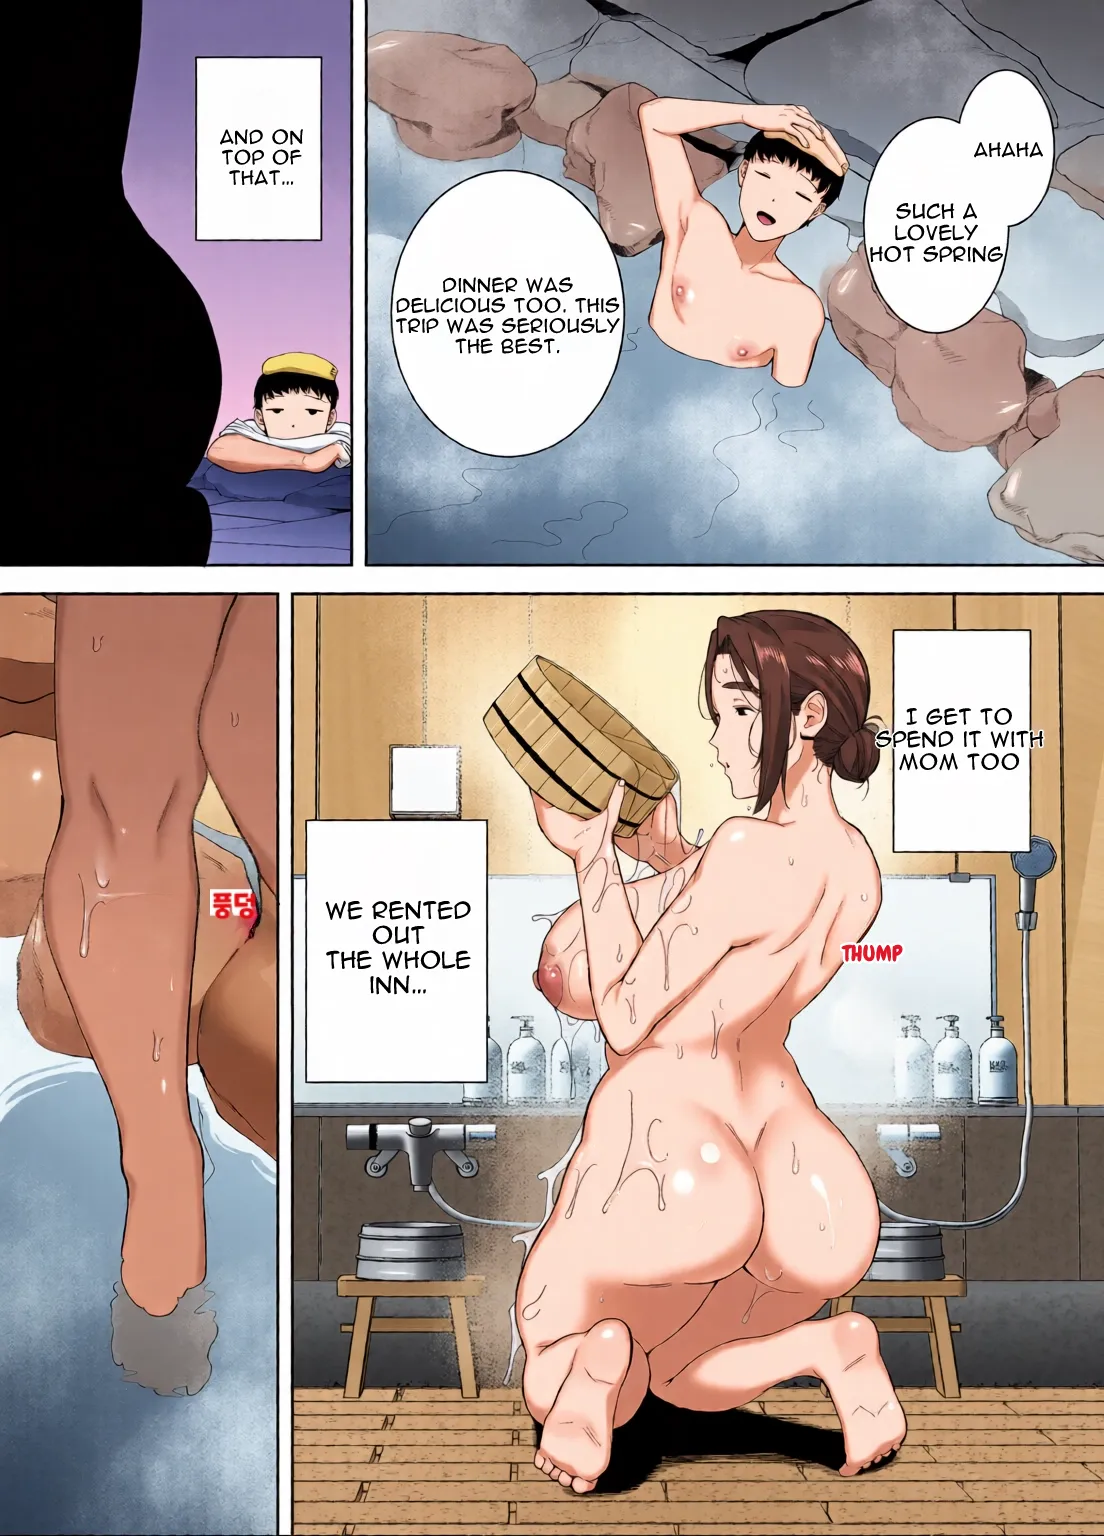 AHAHA
SUCH A
LOVELY
HOT SPRING
DINNER WAS
DELICIOUS TOO. THIS
TRIP WAS SERIOUSLY
THE BEST.
AND ON
TOP OF
THAT...
I GET TO
SPEND IT WITH
MOM TOO
WE RENTED
OUT
THE WHOLE
INN...
THUMP
풍덩